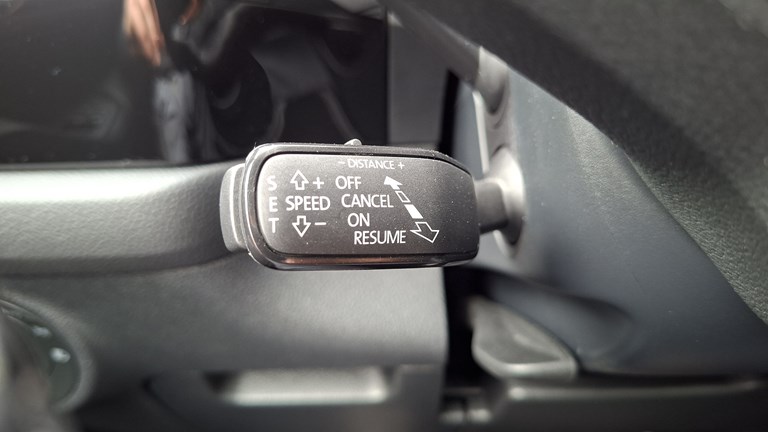 − DISTANCE +
S + OFF
E SPEED CANCEL
T − ON
RESUME